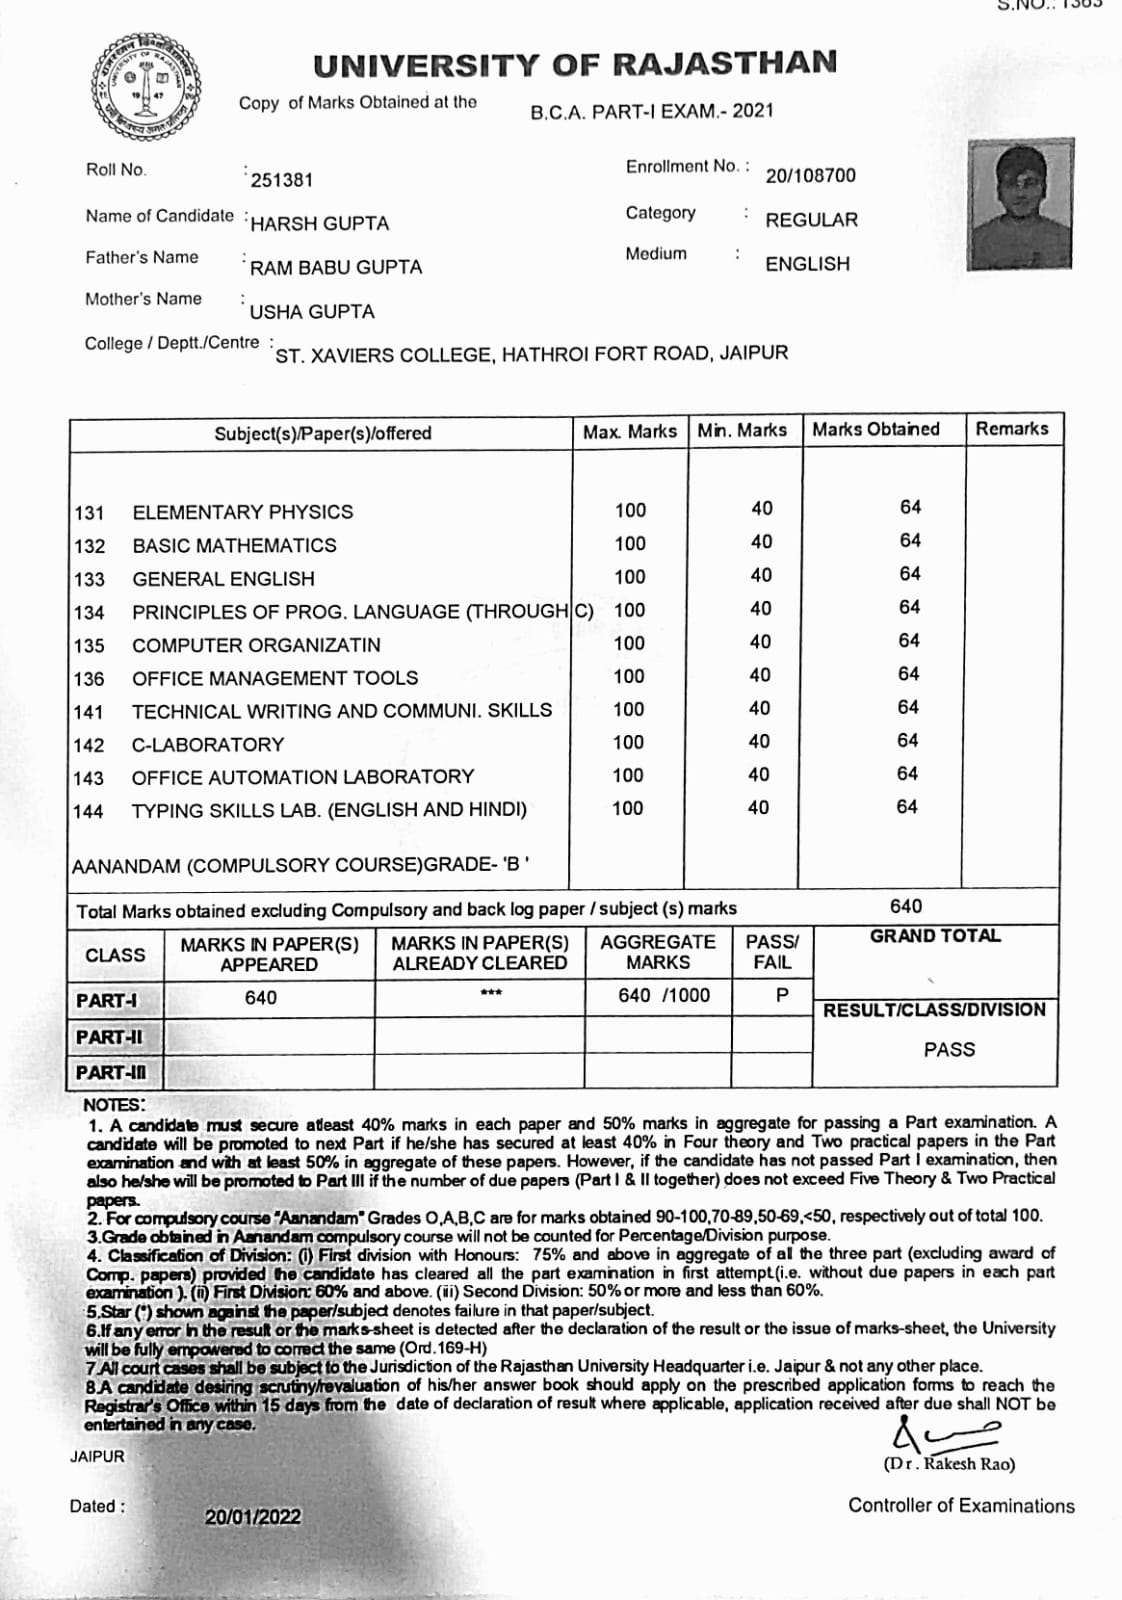 S.NO.: 1363
UNIVERSITY OF RAJASTHAN
Copy of Marks Obtained at the B.C.A. PART-I EXAM.- 2021
Roll No. : 251381 Enrollment No. : 20/108700
Name of Candidate : HARSH GUPTA Category : REGULAR
Father's Name : RAM BABU GUPTA Medium : ENGLISH
Mother's Name : USHA GUPTA
College / Deptt./Centre : ST. XAVIERS COLLEGE, HATHROI FORT ROAD, JAIPUR
Subject(s)/Paper(s)/offered Max. Marks Min. Marks Marks Obtained Remarks
131 ELEMENTARY PHYSICS 100 40 64
132 BASIC MATHEMATICS 100 40 64
133 GENERAL ENGLISH 100 40 64
134 PRINCIPLES OF PROG. LANGUAGE (THROUGH C) 100 40 64
135 COMPUTER ORGANIZATIN 100 40 64
136 OFFICE MANAGEMENT TOOLS 100 40 64
141 TECHNICAL WRITING AND COMMUNI. SKILLS 100 40 64
142 C-LABORATORY 100 40 64
143 OFFICE AUTOMATION LABORATORY 100 40 64
144 TYPING SKILLS LAB. (ENGLISH AND HINDI) 100 40 64
AANANDAM (COMPULSORY COURSE)GRADE- 'B '
Total Marks obtained excluding Compulsory and back log paper / subject (s) marks 640
CLASS MARKS IN PAPER(S) APPEARED MARKS IN PAPER(S) ALREADY CLEARED AGGREGATE MARKS PASS/ FAIL GRAND TOTAL
PART-I 640 *** 640 /1000 P
RESULT/CLASS/DIVISION
PART-II
PASS
PART-III
NOTES:
1. A candidate must secure atleast 40% marks in each paper and 50% marks in aggregate for passing a Part examination. A
candidate will be promoted to next Part if he/she has secured at least 40% in Four theory and Two practical papers in the Part
examination and with at least 50% in aggregate of these papers. However, if the candidate has not passed Part I examination, then
also he/she will be promoted to Part III if the number of due papers (Part I & II together) does not exceed Five Theory & Two Practical
papers.
2. For compulsory course "Aanandam" Grades O,A,B,C are for marks obtained 90-100,70-89,50-69,<50, respectively out of total 100.
3.Grade obtained in Aanandam compulsory course will not be counted for Percentage/Division purpose.
4. Classification of Division: (i) First division with Honours: 75% and above in aggregate of all the three part (excluding award of
Comp. papers) provided the candidate has cleared all the part examination in first attempt.(i.e. without due papers in each part
examination ). (ii) First Division: 60% and above. (iii) Second Division: 50% or more and less than 60%.
5.Star (*) shown against the paper/subject denotes failure in that paper/subject.
6.If any error in the result or the marks-sheet is detected after the declaration of the result or the issue of marks-sheet, the University
will be fully empowered to correct the same (Ord.169-H)
7.All court cases shall be subject to the Jurisdiction of the Rajasthan University Headquarter i.e. Jaipur & not any other place.
8.A candidate desiring scrutiny/revaluation of his/her answer book should apply on the prescribed application forms to reach the
Registrar's Office within 15 days from the date of declaration of result where applicable, application received after due shall NOT be
entertained in any case.
JAIPUR
(Dr. Rakesh Rao)
Dated : 20/01/2022 Controller of Examinations